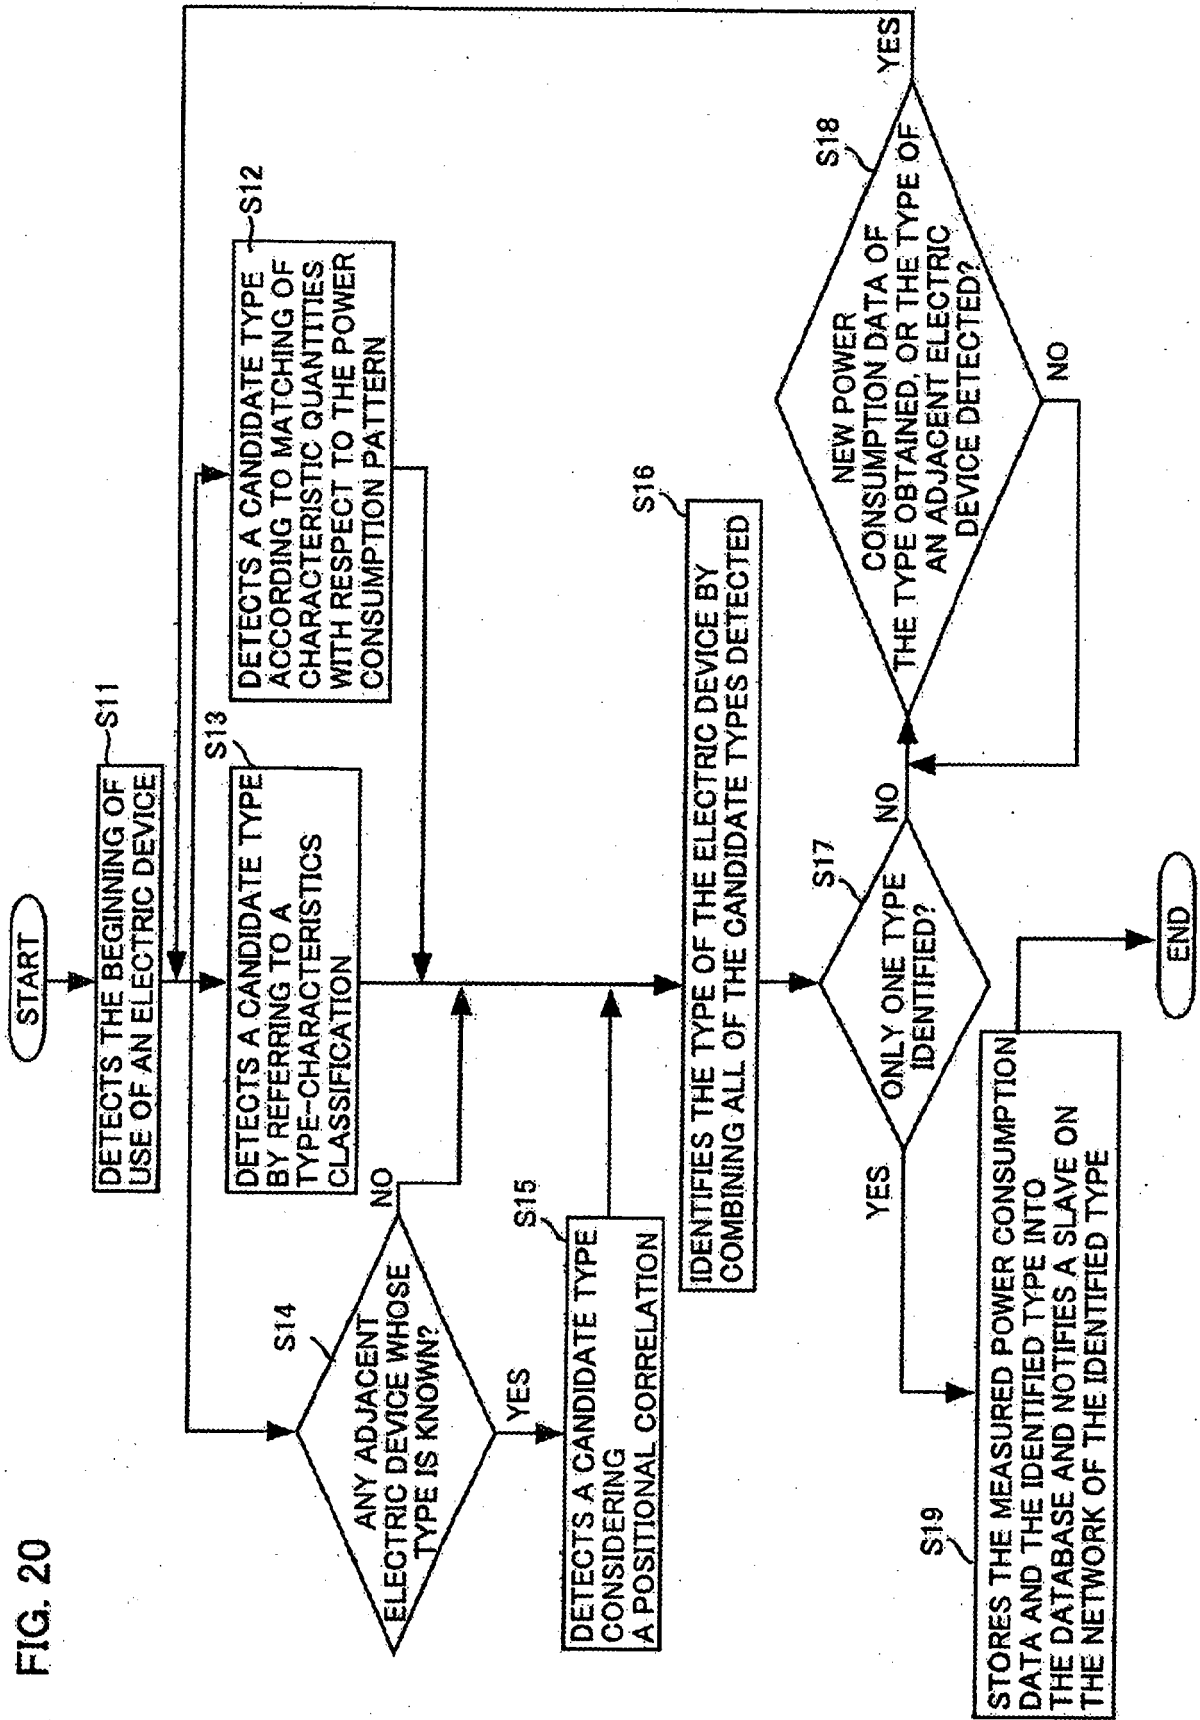 FIG. 20
START
S11
DETECTS THE BEGINNING OF
USE OF AN ELECTRIC DEVICE
S14
ANY ADJACENT
ELECTRIC DEVICE WHOSE
TYPE IS KNOWN?
NO
YES
S13
DETECTS A CANDIDATE TYPE
BY REFERRING TO A
TYPE-CHARACTERISTICS
CLASSIFICATION
S12
DETECTS A CANDIDATE TYPE
ACCORDING TO MATCHING OF
CHARACTERISTIC QUANTITIES
WITH RESPECT TO THE POWER
CONSUMPTION PATTERN
S15
DETECTS A CANDIDATE TYPE
CONSIDERING
A POSITIONAL CORRELATION
S16
IDENTIFIES THE TYPE OF THE ELECTRIC DEVICE BY
COMBINING ALL OF THE CANDIDATE TYPES DETECTED
S17
ONLY ONE TYPE
IDENTIFIED?
YES
NO
S18
NEW POWER
CONSUMPTION DATA OF
THE TYPE OBTAINED, OR THE TYPE OF
AN ADJACENT ELECTRIC
DEVICE DETECTED?
YES
NO
S19
STORES THE MEASURED POWER CONSUMPTION
DATA AND THE IDENTIFIED TYPE INTO
THE DATABASE AND NOTIFIES A SLAVE ON
THE NETWORK OF THE IDENTIFIED TYPE
END